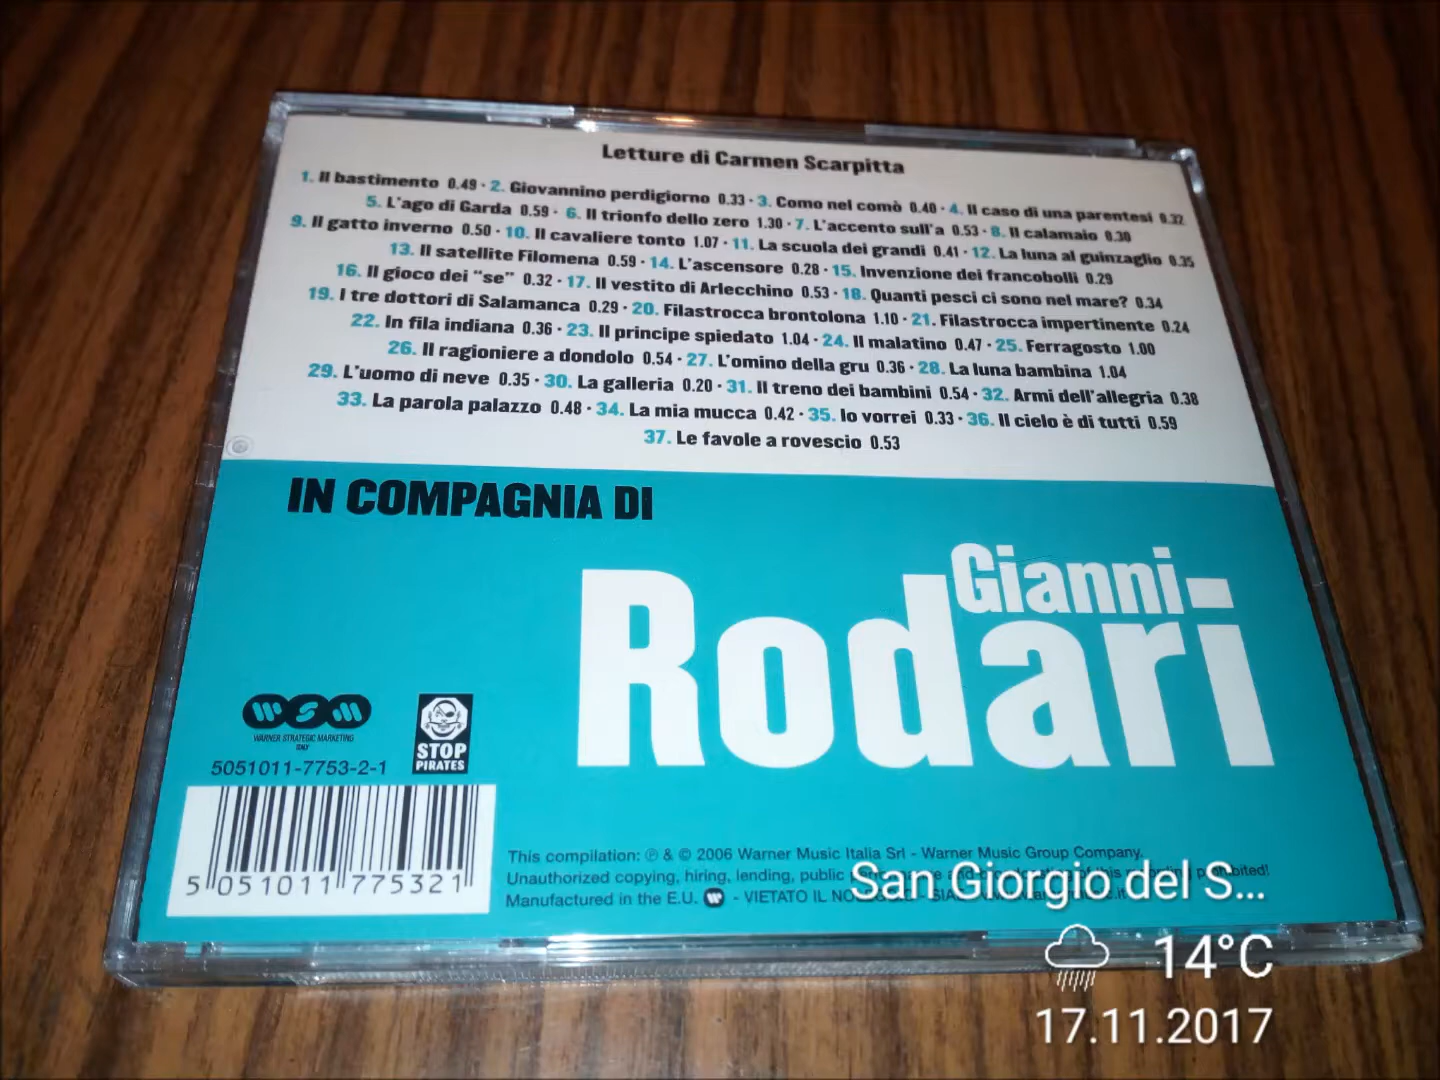 Letture di Carmen Scarpitta
1. Il bastimento 0.49 · 2. Giovannino perdigiorno 0.33 · 3. Como nel comò 0.40 · 4. Il caso di una parentesi 0.32
5. L'ago di Garda 0.59 · 6. Il trionfo dello zero 1.30 · 7. L'accento sull'a 0.53 · 8. Il calamaio 0.30
9. Il gatto inverno 0.50 · 10. Il cavaliere tonto 1.07 · 11. La scuola dei grandi 0.41 · 12. La luna al guinzaglio 0.35
13. Il satellite Filomena 0.59 · 14. L'ascensore 0.28 · 15. Invenzione dei francobolli 0.29
16. Il gioco dei "se" 0.32 · 17. Il vestito di Arlecchino 0.53 · 18. Quanti pesci ci sono nel mare? 0.34
19. I tre dottori di Salamanca 0.29 · 20. Filastrocca brontolona 1.10 · 21. Filastrocca impertinente 0.24
22. In fila indiana 0.36 · 23. Il principe spiedato 1.04 · 24. Il malatino 0.47 · 25. Ferragosto 1.00
26. Il ragioniere a dondolo 0.54 · 27. L'omino della gru 0.36 · 28. La luna bambina 1.04
29. L'uomo di neve 0.35 · 30. La galleria 0.20 · 31. Il treno dei bambini 0.54 · 32. Armi dell'allegria 0.38
33. La parola palazzo 0.48 · 34. La mia mucca 0.42 · 35. Io vorrei 0.33 · 36. Il cielo è di tutti 0.59
37. Le favole a rovescio 0.53
IN COMPAGNIA DI
Gianni
Rodari
WSM
WARNER STRATEGIC MARKETING
ITALY
STOP
PIRATES
5051011-7753-2-1
5 051011 775321
This compilation: ℗ & © 2006 Warner Music Italia Srl - Warner Music Group Company.
Unauthorized copying, hiring, lending, public
Manufactured in the E.U. - VIETATO IL
San Giorgio del S...
14°C
17.11.2017